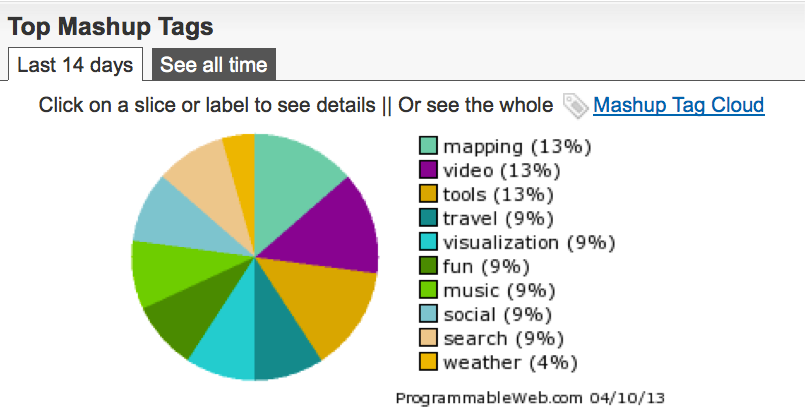 Top Mashup Tags
Last 14 days See all time
Click on a slice or label to see details || Or see the whole Mashup Tag Cloud
mapping (13%)
video (13%)
tools (13%)
travel (9%)
visualization (9%)
fun (9%)
music (9%)
social (9%)
search (9%)
weather (4%)
ProgrammableWeb.com 04/10/13